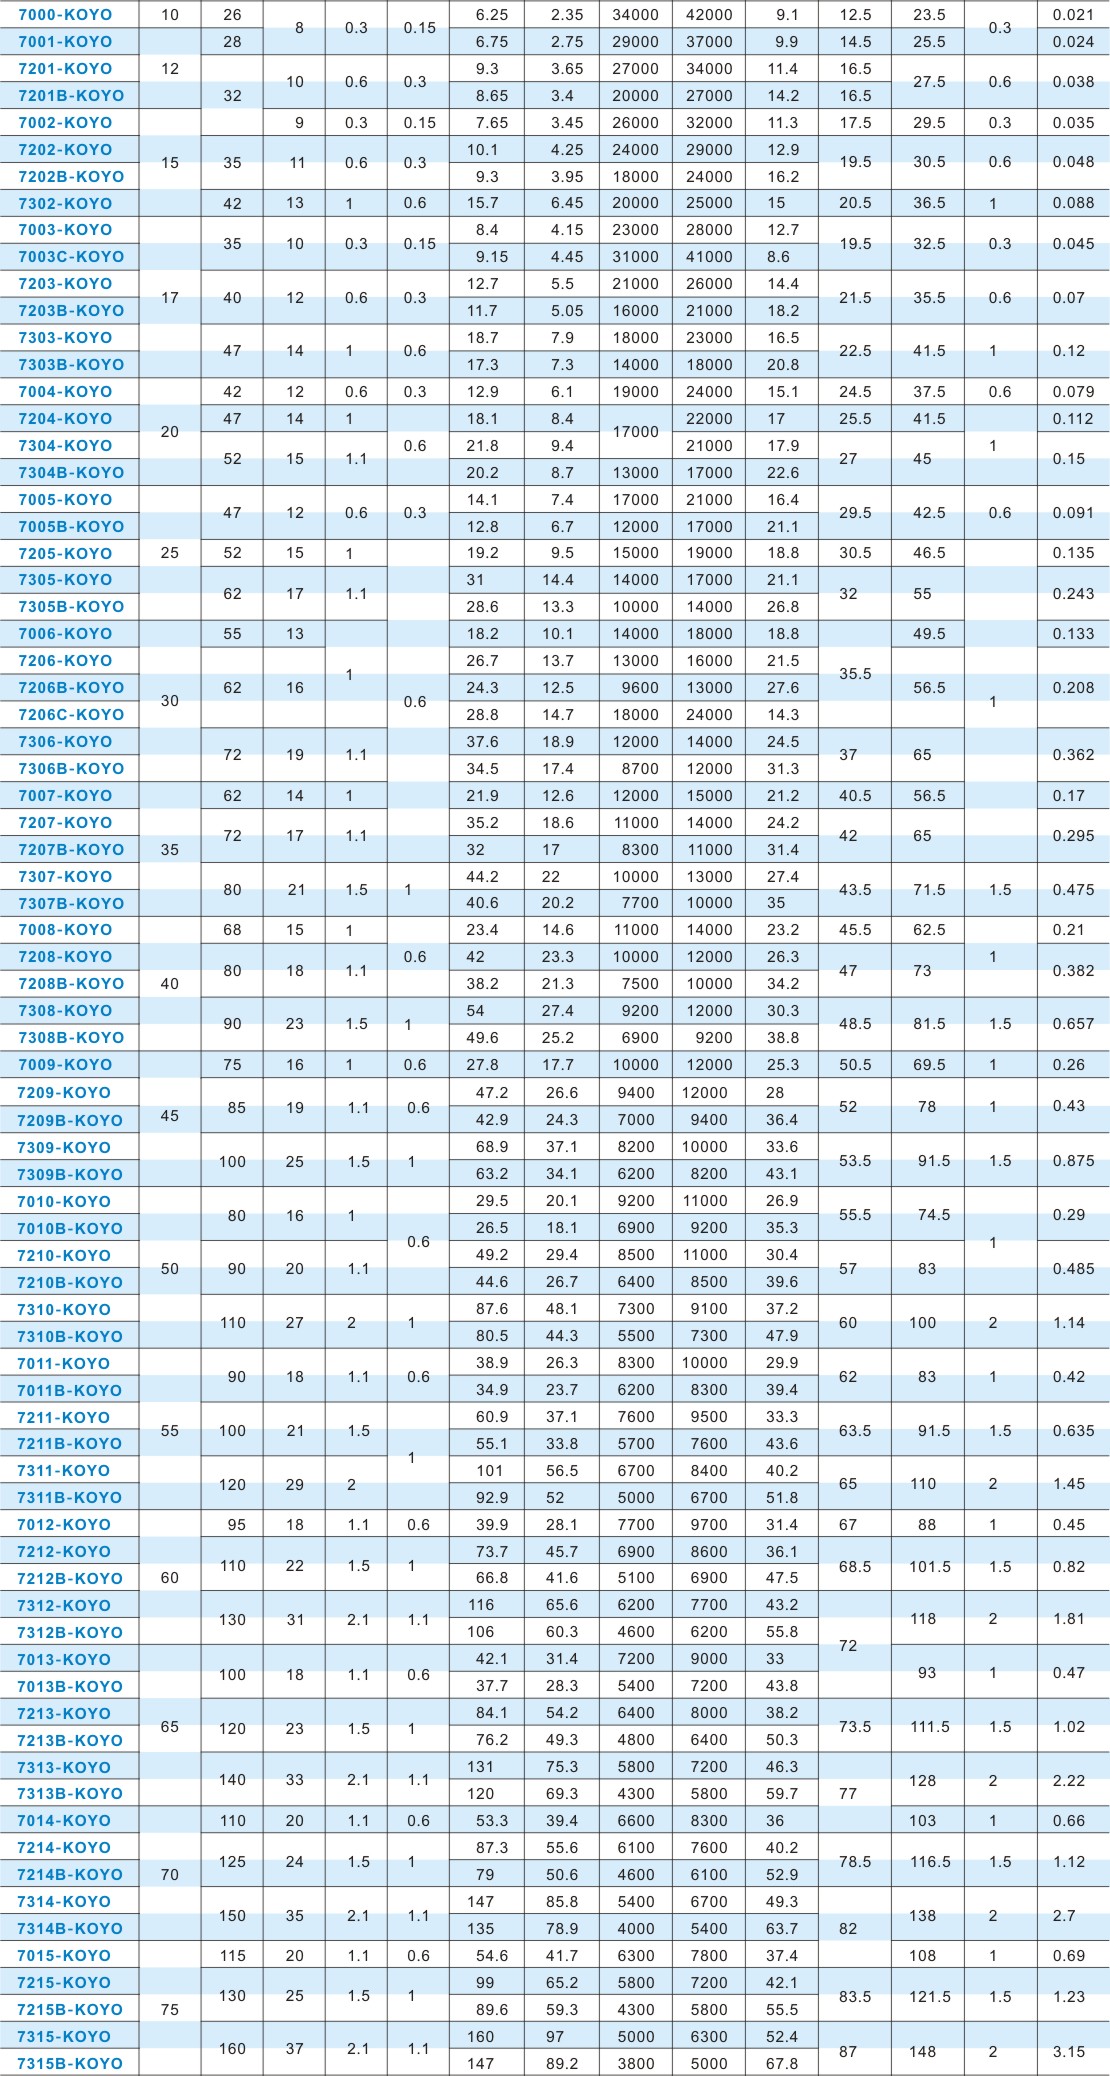 7000-KOYO 10 26 8 0.3 0.15 6.25 2.35 34000 42000 9.1 12.5 23.5 0.3 0.021
7001-KOYO 28 6.75 2.75 29000 37000 9.9 14.5 25.5 0.024
7201-KOYO 12 10 0.6 0.3 9.3 3.65 27000 34000 11.4 16.5 27.5 0.6 0.038
7201B-KOYO 32 8.65 3.4 20000 27000 14.2 16.5
7002-KOYO 9 0.3 0.15 7.65 3.45 26000 32000 11.3 17.5 29.5 0.3 0.035
7202-KOYO 15 35 11 0.6 0.3 10.1 4.25 24000 29000 12.9 19.5 30.5 0.6 0.048
7202B-KOYO 9.3 3.95 18000 24000 16.2
7302-KOYO 42 13 1 0.6 15.7 6.45 20000 25000 15 20.5 36.5 1 0.088
7003-KOYO 35 10 0.3 0.15 8.4 4.15 23000 28000 12.7 19.5 32.5 0.3 0.045
7003C-KOYO 9.15 4.45 31000 41000 8.6
7203-KOYO 17 40 12 0.6 0.3 12.7 5.5 21000 26000 14.4 21.5 35.5 0.6 0.07
7203B-KOYO 11.7 5.05 16000 21000 18.2
7303-KOYO 47 14 1 0.6 18.7 7.9 18000 23000 16.5 22.5 41.5 1 0.12
7303B-KOYO 17.3 7.3 14000 18000 20.8
7004-KOYO 42 12 0.6 0.3 12.9 6.1 19000 24000 15.1 24.5 37.5 0.6 0.079
7204-KOYO 20 47 14 1 18.1 8.4 17000 22000 17 25.5 41.5 0.112
7304-KOYO 52 15 1.1 0.6 21.8 9.4 21000 17.9 27 45 1 0.15
7304B-KOYO 20.2 8.7 13000 17000 22.6
7005-KOYO 47 12 0.6 0.3 14.1 7.4 17000 21000 16.4 29.5 42.5 0.6 0.091
7005B-KOYO 12.8 6.7 12000 17000 21.1
7205-KOYO 25 52 15 1 19.2 9.5 15000 19000 18.8 30.5 46.5 0.135
7305-KOYO 62 17 1.1 31 14.4 14000 17000 21.1 32 55 0.243
7305B-KOYO 28.6 13.3 10000 14000 26.8
7006-KOYO 55 13 18.2 10.1 14000 18000 18.8 49.5 0.133
7206-KOYO 1 26.7 13.7 13000 16000 21.5 35.5
7206B-KOYO 30 62 16 0.6 24.3 12.5 9600 13000 27.6 56.5 1 0.208
7206C-KOYO 28.8 14.7 18000 24000 14.3
7306-KOYO 72 19 1.1 37.6 18.9 12000 14000 24.5 37 65 0.362
7306B-KOYO 34.5 17.4 8700 12000 31.3
7007-KOYO 62 14 1 21.9 12.6 12000 15000 21.2 40.5 56.5 0.17
7207-KOYO 72 17 1.1 35.2 18.6 11000 14000 24.2 42 65 0.295
7207B-KOYO 35 32 17 8300 11000 31.4
7307-KOYO 80 21 1.5 1 44.2 22 10000 13000 27.4 43.5 71.5 1.5 0.475
7307B-KOYO 40.6 20.2 7700 10000 35
7008-KOYO 68 15 1 23.4 14.6 11000 14000 23.2 45.5 62.5 0.21
7208-KOYO 80 18 1.1 0.6 42 23.3 10000 12000 26.3 47 73 1 0.382
7208B-KOYO 40 38.2 21.3 7500 10000 34.2
7308-KOYO 90 23 1.5 1 54 27.4 9200 12000 30.3 48.5 81.5 1.5 0.657
7308B-KOYO 49.6 25.2 6900 9200 38.8
7009-KOYO 75 16 1 0.6 27.8 17.7 10000 12000 25.3 50.5 69.5 1 0.26
7209-KOYO 45 85 19 1.1 0.6 47.2 26.6 9400 12000 28 52 78 1 0.43
7209B-KOYO 42.9 24.3 7000 9400 36.4
7309-KOYO 100 25 1.5 1 68.9 37.1 8200 10000 33.6 53.5 91.5 1.5 0.875
7309B-KOYO 63.2 34.1 6200 8200 43.1
7010-KOYO 80 16 1 29.5 20.1 9200 11000 26.9 55.5 74.5 0.29
7010B-KOYO 0.6 26.5 18.1 6900 9200 35.3 1
7210-KOYO 50 90 20 1.1 49.2 29.4 8500 11000 30.4 57 83 0.485
7210B-KOYO 44.6 26.7 6400 8500 39.6
7310-KOYO 110 27 2 1 87.6 48.1 7300 9100 37.2 60 100 2 1.14
7310B-KOYO 80.5 44.3 5500 7300 47.9
7011-KOYO 90 18 1.1 0.6 38.9 26.3 8300 10000 29.9 62 83 1 0.42
7011B-KOYO 34.9 23.7 6200 8300 39.4
7211-KOYO 55 100 21 1.5 60.9 37.1 7600 9500 33.3 63.5 91.5 1.5 0.635
7211B-KOYO 1 55.1 33.8 5700 7600 43.6
7311-KOYO 120 29 2 101 56.5 6700 8400 40.2 65 110 2 1.45
7311B-KOYO 92.9 52 5000 6700 51.8
7012-KOYO 95 18 1.1 0.6 39.9 28.1 7700 9700 31.4 67 88 1 0.45
7212-KOYO 110 22 1.5 1 73.7 45.7 6900 8600 36.1 68.5 101.5 1.5 0.82
7212B-KOYO 60 66.8 41.6 5100 6900 47.5
7312-KOYO 130 31 2.1 1.1 116 65.6 6200 7700 43.2 118 2 1.81
7312B-KOYO 106 60.3 4600 6200 55.8 72
7013-KOYO 100 18 1.1 0.6 42.1 31.4 7200 9000 33 93 1 0.47
7013B-KOYO 37.7 28.3 5400 7200 43.8
7213-KOYO 65 120 23 1.5 1 84.1 54.2 6400 8000 38.2 73.5 111.5 1.5 1.02
7213B-KOYO 76.2 49.3 4800 6400 50.3
7313-KOYO 140 33 2.1 1.1 131 75.3 5800 7200 46.3 128 2 2.22
7313B-KOYO 120 69.3 4300 5800 59.7 77
7014-KOYO 110 20 1.1 0.6 53.3 39.4 6600 8300 36 103 1 0.66
7214-KOYO 125 24 1.5 1 87.3 55.6 6100 7600 40.2 78.5 116.5 1.5 1.12
7214B-KOYO 70 79 50.6 4600 6100 52.9
7314-KOYO 150 35 2.1 1.1 147 85.8 5400 6700 49.3 138 2 2.7
7314B-KOYO 135 78.9 4000 5400 63.7 82
7015-KOYO 115 20 1.1 0.6 54.6 41.7 6300 7800 37.4 108 1 0.69
7215-KOYO 130 25 1.5 1 99 65.2 5800 7200 42.1 83.5 121.5 1.5 1.23
7215B-KOYO 75 89.6 59.3 4300 5800 55.5
7315-KOYO 160 37 2.1 1.1 160 97 5000 6300 52.4 87 148 2 3.15
7315B-KOYO 147 89.2 3800 5000 67.8